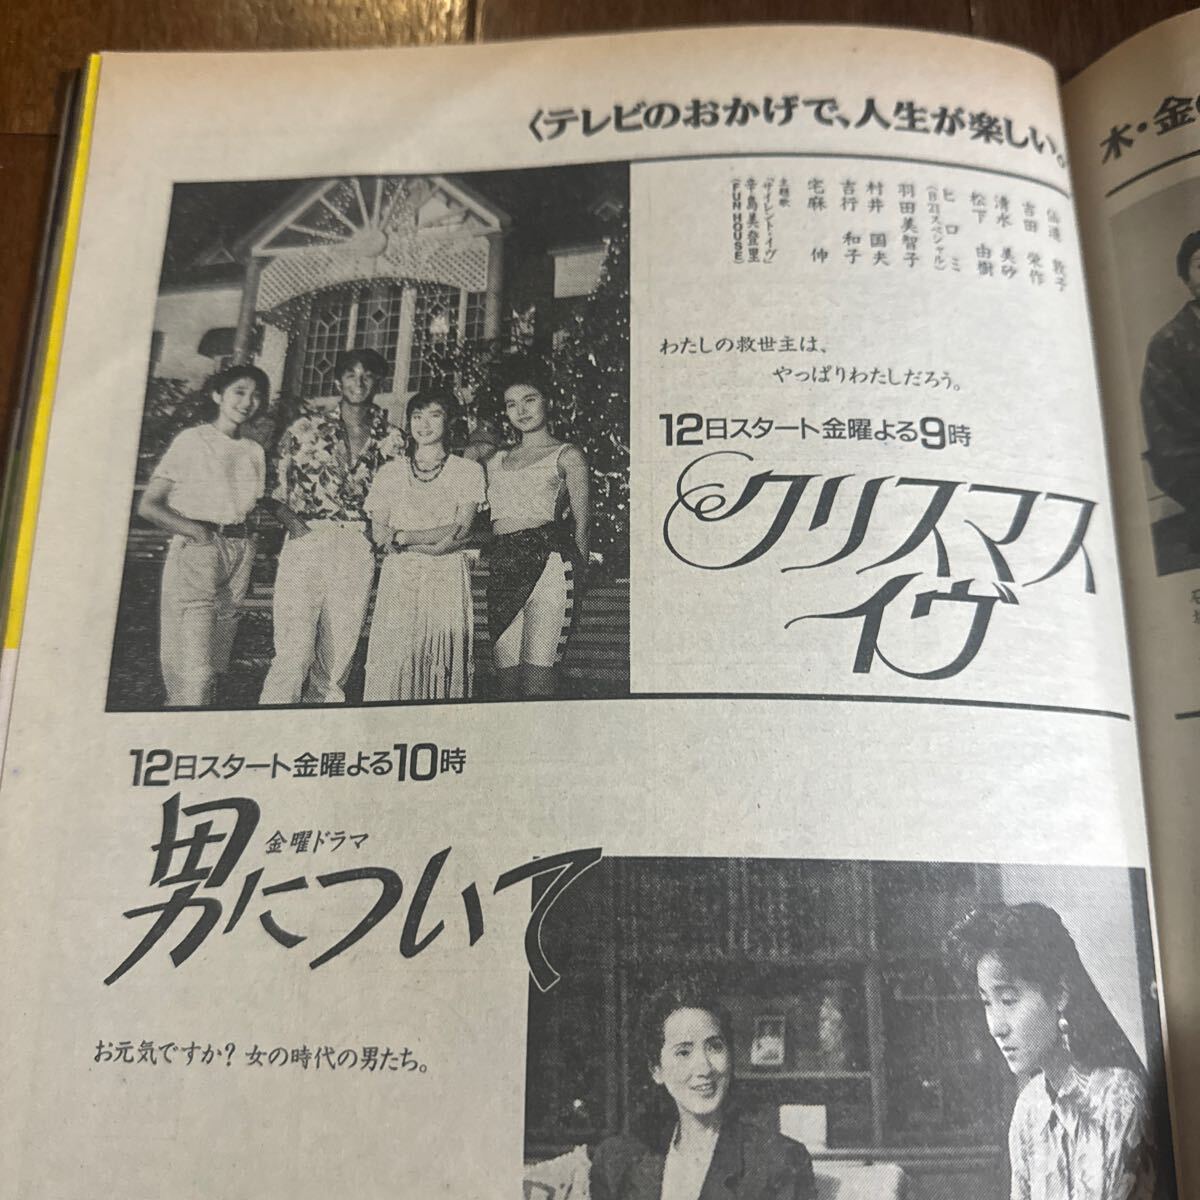 〈テレビのおかげで、人生が楽しい。
木・金
仙道敦子
吉田栄作
清水美砂
松下由樹
ヒロミ
(B21スペシャル)
羽田美智子
村井国夫
吉行和子
宅麻伸
主題歌
「サイレント・イヴ」
辛島美登里
(FUN HOUSE)
わたしの救世主は、
やっぱりわたしだろう。
12日スタート金曜よる9時
クリスマス
イヴ
12日スタート金曜よる10時
金曜ドラマ
男について
お元気ですか? 女の時代の男たち。